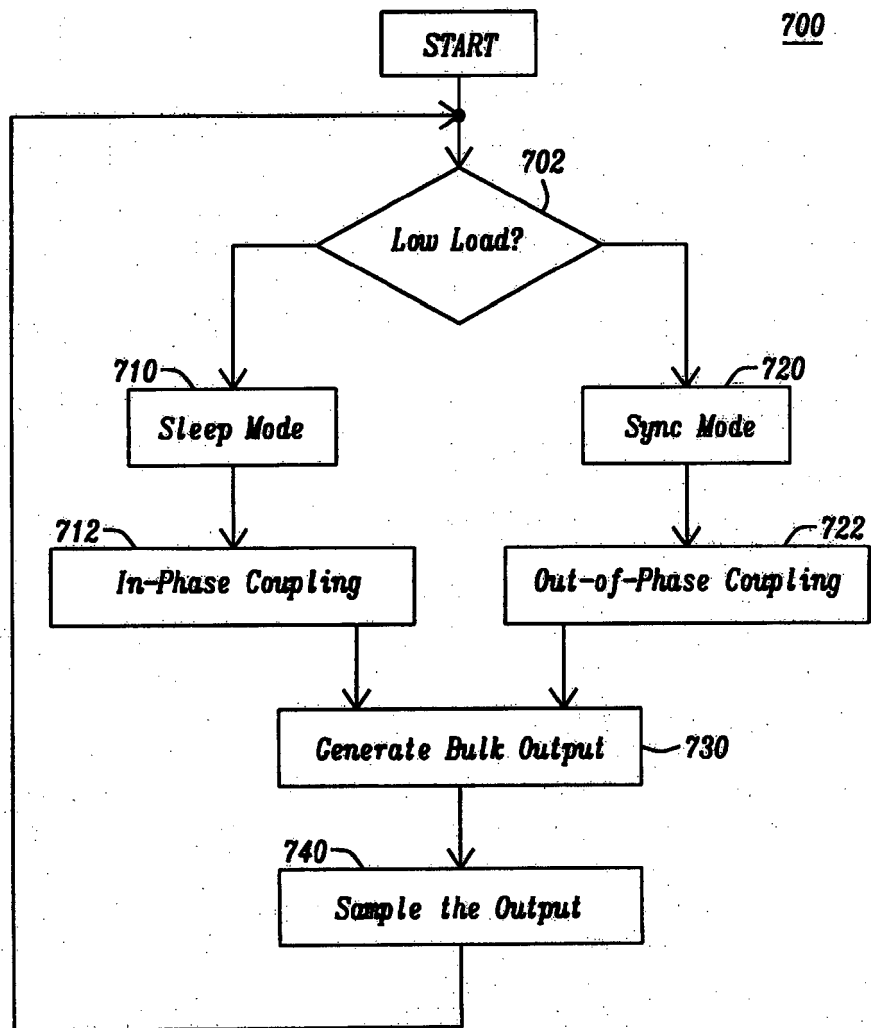 700
START
702
Low Load?
710
720
Sleep Mode
Sync Mode
712
722
In-Phase Coupling
Out-of-Phase Coupling
Generate Bulk Output
730
740
Sample the Output